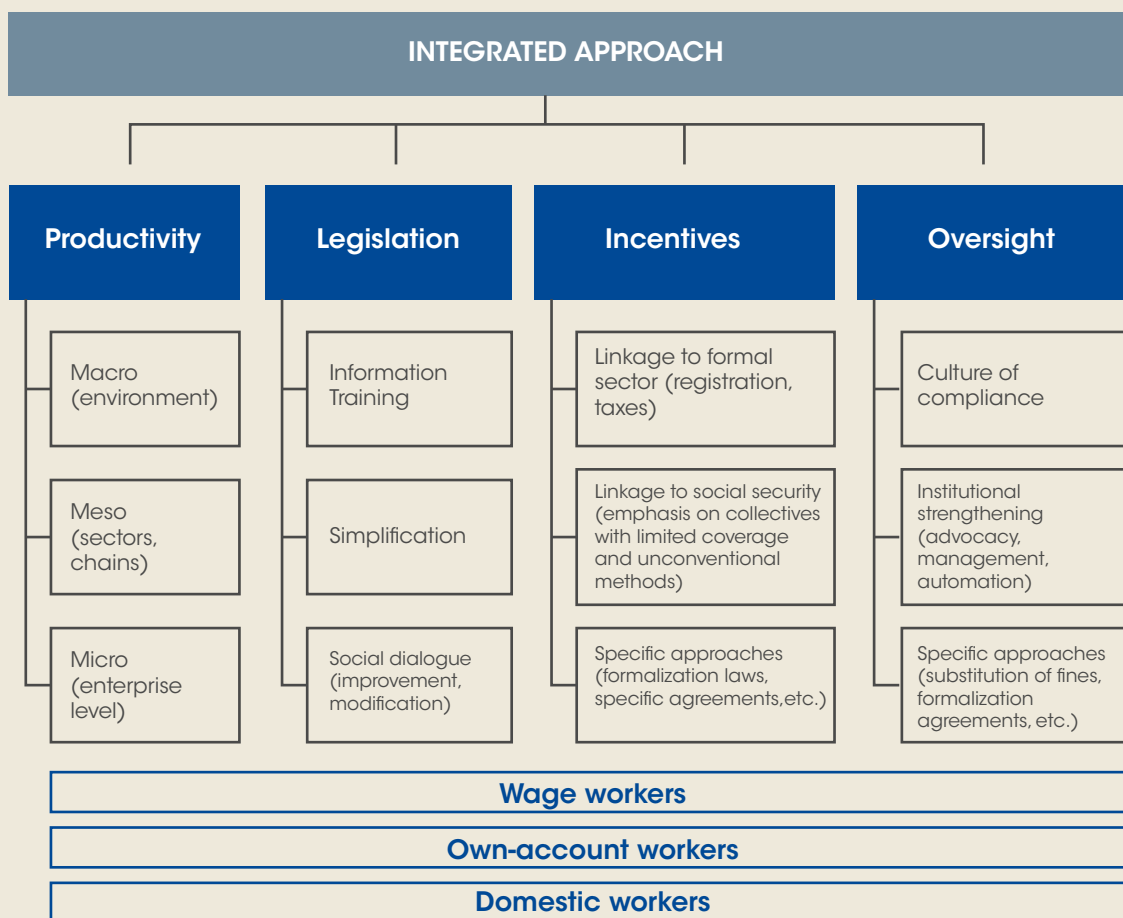 INTEGRATED APPROACH
Productivity
Macro
(environment)
Meso
(sectors,
chains)
Micro
(enterprise
level)
Legislation
Information
Training
Simplification
Social dialogue
(improvement,
modification)
Incentives
Linkage to formal
sector (registration,
taxes)
Linkage to social security
(emphasis on collectives
with limited coverage
and unconventional
methods)
Specific approaches
(formalization laws,
specific agreements,etc.)
Oversight
Culture of
compliance
Institutional
strengthening
(advocacy,
management,
automation)
Specific approaches
(substitution of fines,
formalization
agreements, etc.)
Wage workers
Own-account workers
Domestic workers